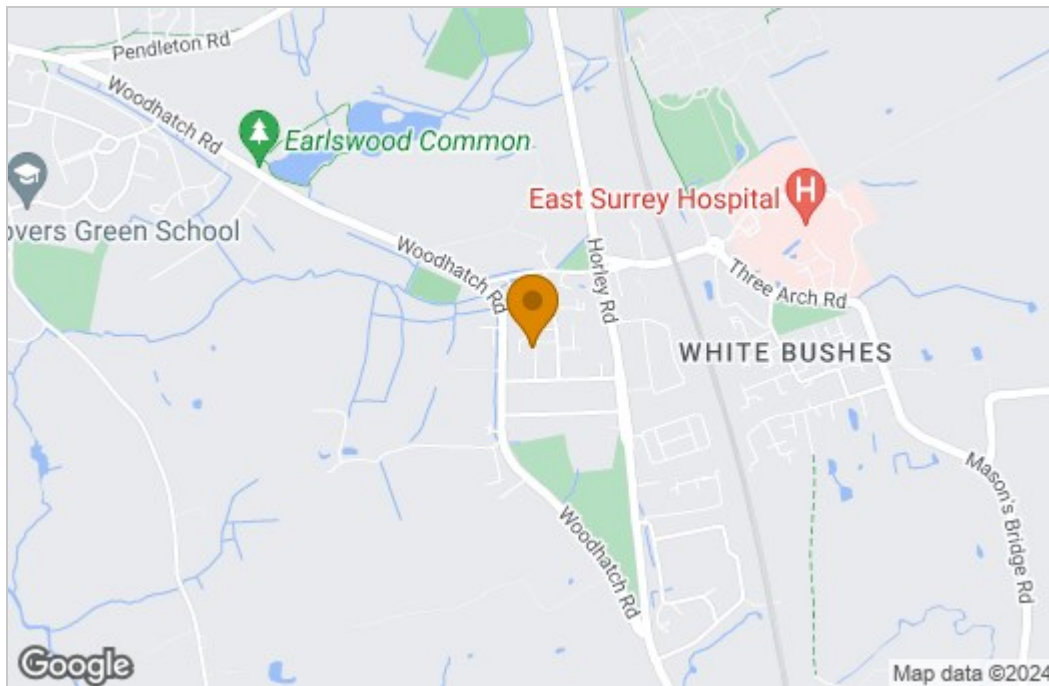 Pendleton Rd
Woodhatch Rd
Earlswood Common
East Surrey Hospital
H
overs Green School
Woodhatch Rd
Horley Rd
Three Arch Rd
WHITE BUSHES
Mason's Bridge Rd
Woodhatch Rd
Google
Map data ©2024